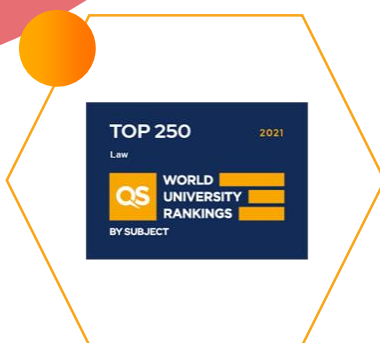 TOP 250 2021
Law
QS WORLD
UNIVERSITY
RANKINGS
BY SUBJECT